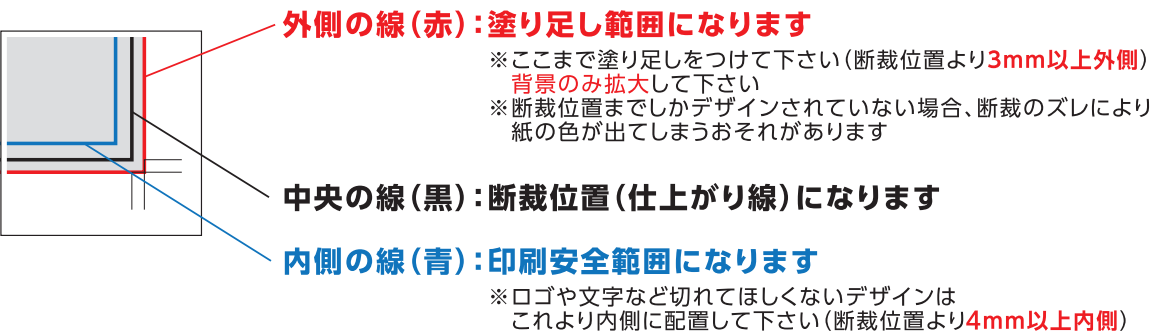 外側の線（赤）：塗り足し範囲になります
※ここまで塗り足しをつけて下さい（断裁位置より3mm以上外側）
背景のみ拡大して下さい
※断裁位置までしかデザインされていない場合、断裁のズレにより
紙の色が出てしまうおそれがあります
中央の線（黒）：断裁位置（仕上がり線）になります
内側の線（青）：印刷安全範囲になります
※ロゴや文字など切れてほしくないデザインは
これより内側に配置して下さい（断裁位置より4mm以上内側）